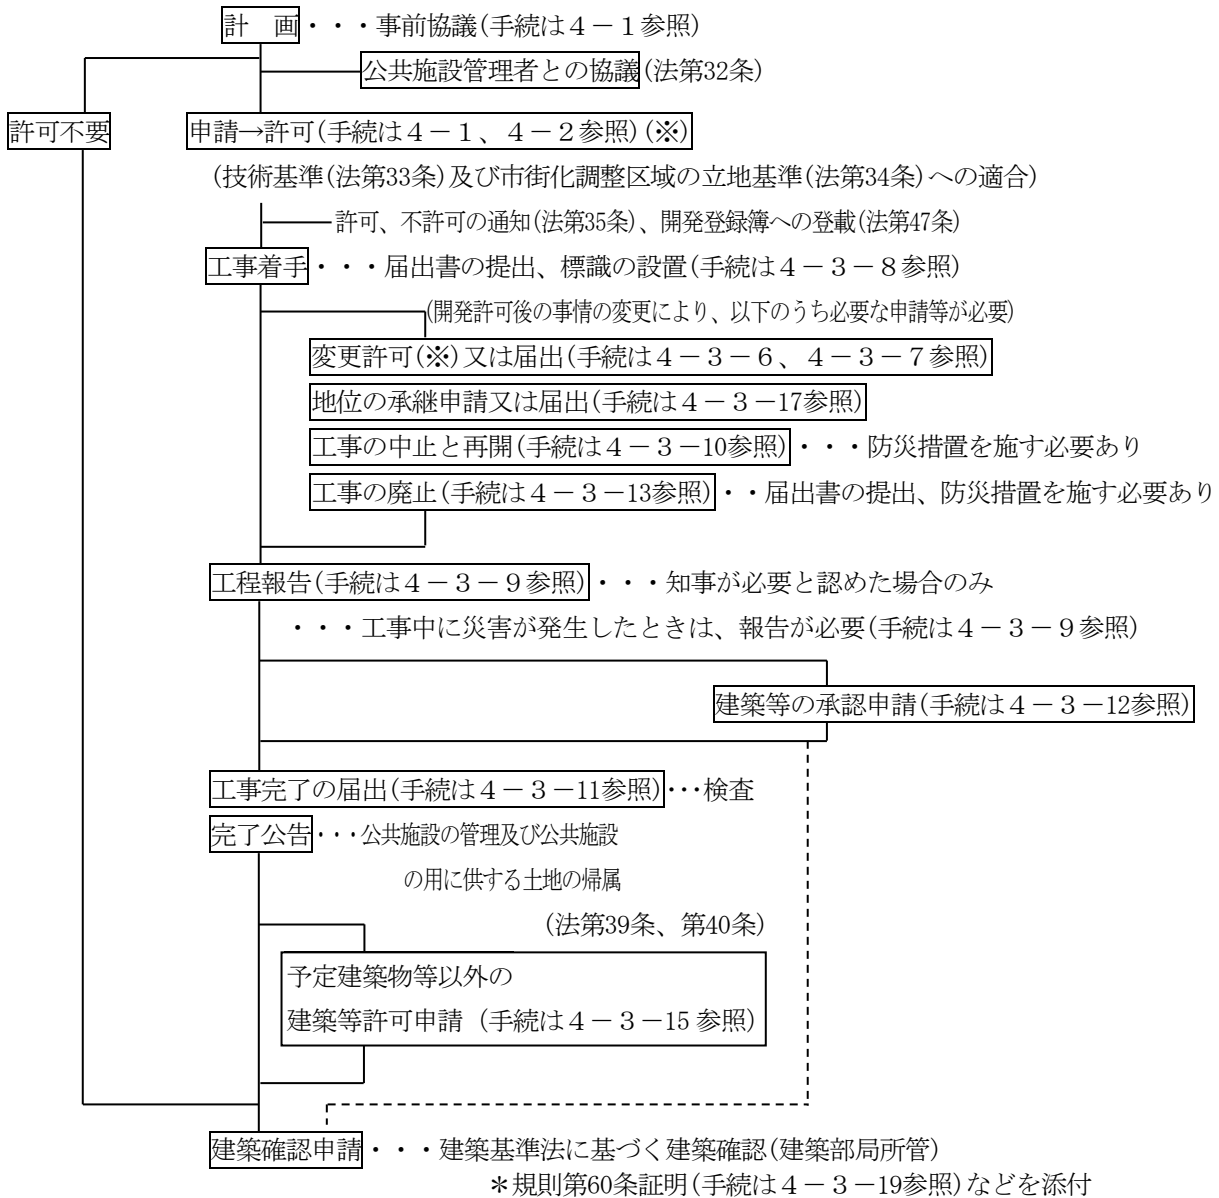 計　画・・・事前協議(手続は４－１参照)
公共施設管理者との協議(法第32条)
許可不要 申請→許可(手続は４－１、４－２参照)(※)
(技術基準(法第33条)及び市街化調整区域の立地基準(法第34条)への適合)
許可、不許可の通知(法第35条)、開発登録簿への登載(法第47条)
工事着手・・・届出書の提出、標識の設置(手続は４－３－８参照)
(開発許可後の事情の変更により、以下のうち必要な申請等が必要)
変更許可(※)又は届出(手続は４－３－６、４－３－７参照)
地位の承継申請又は届出(手続は４－３－17参照)
工事の中止と再開(手続は４－３－10参照)・・・防災措置を施す必要あり
工事の廃止(手続は４－３－13参照)・・届出書の提出、防災措置を施す必要あり
工程報告(手続は４－３－９参照)・・・知事が必要と認めた場合のみ
・・・工事中に災害が発生したときは、報告が必要(手続は４－３－９参照)
建築等の承認申請(手続は４－３－12参照)
工事完了の届出(手続は４－３－11参照)・・・検査
完了公告・・・公共施設の管理及び公共施設
の用に供する土地の帰属
(法第39条、第40条)
予定建築物等以外の
建築等許可申請 (手続は４－３－15 参照)
建築確認申請・・・建築基準法に基づく建築確認(建築部局所管)
＊規則第60条証明(手続は４－３－19参照)などを添付